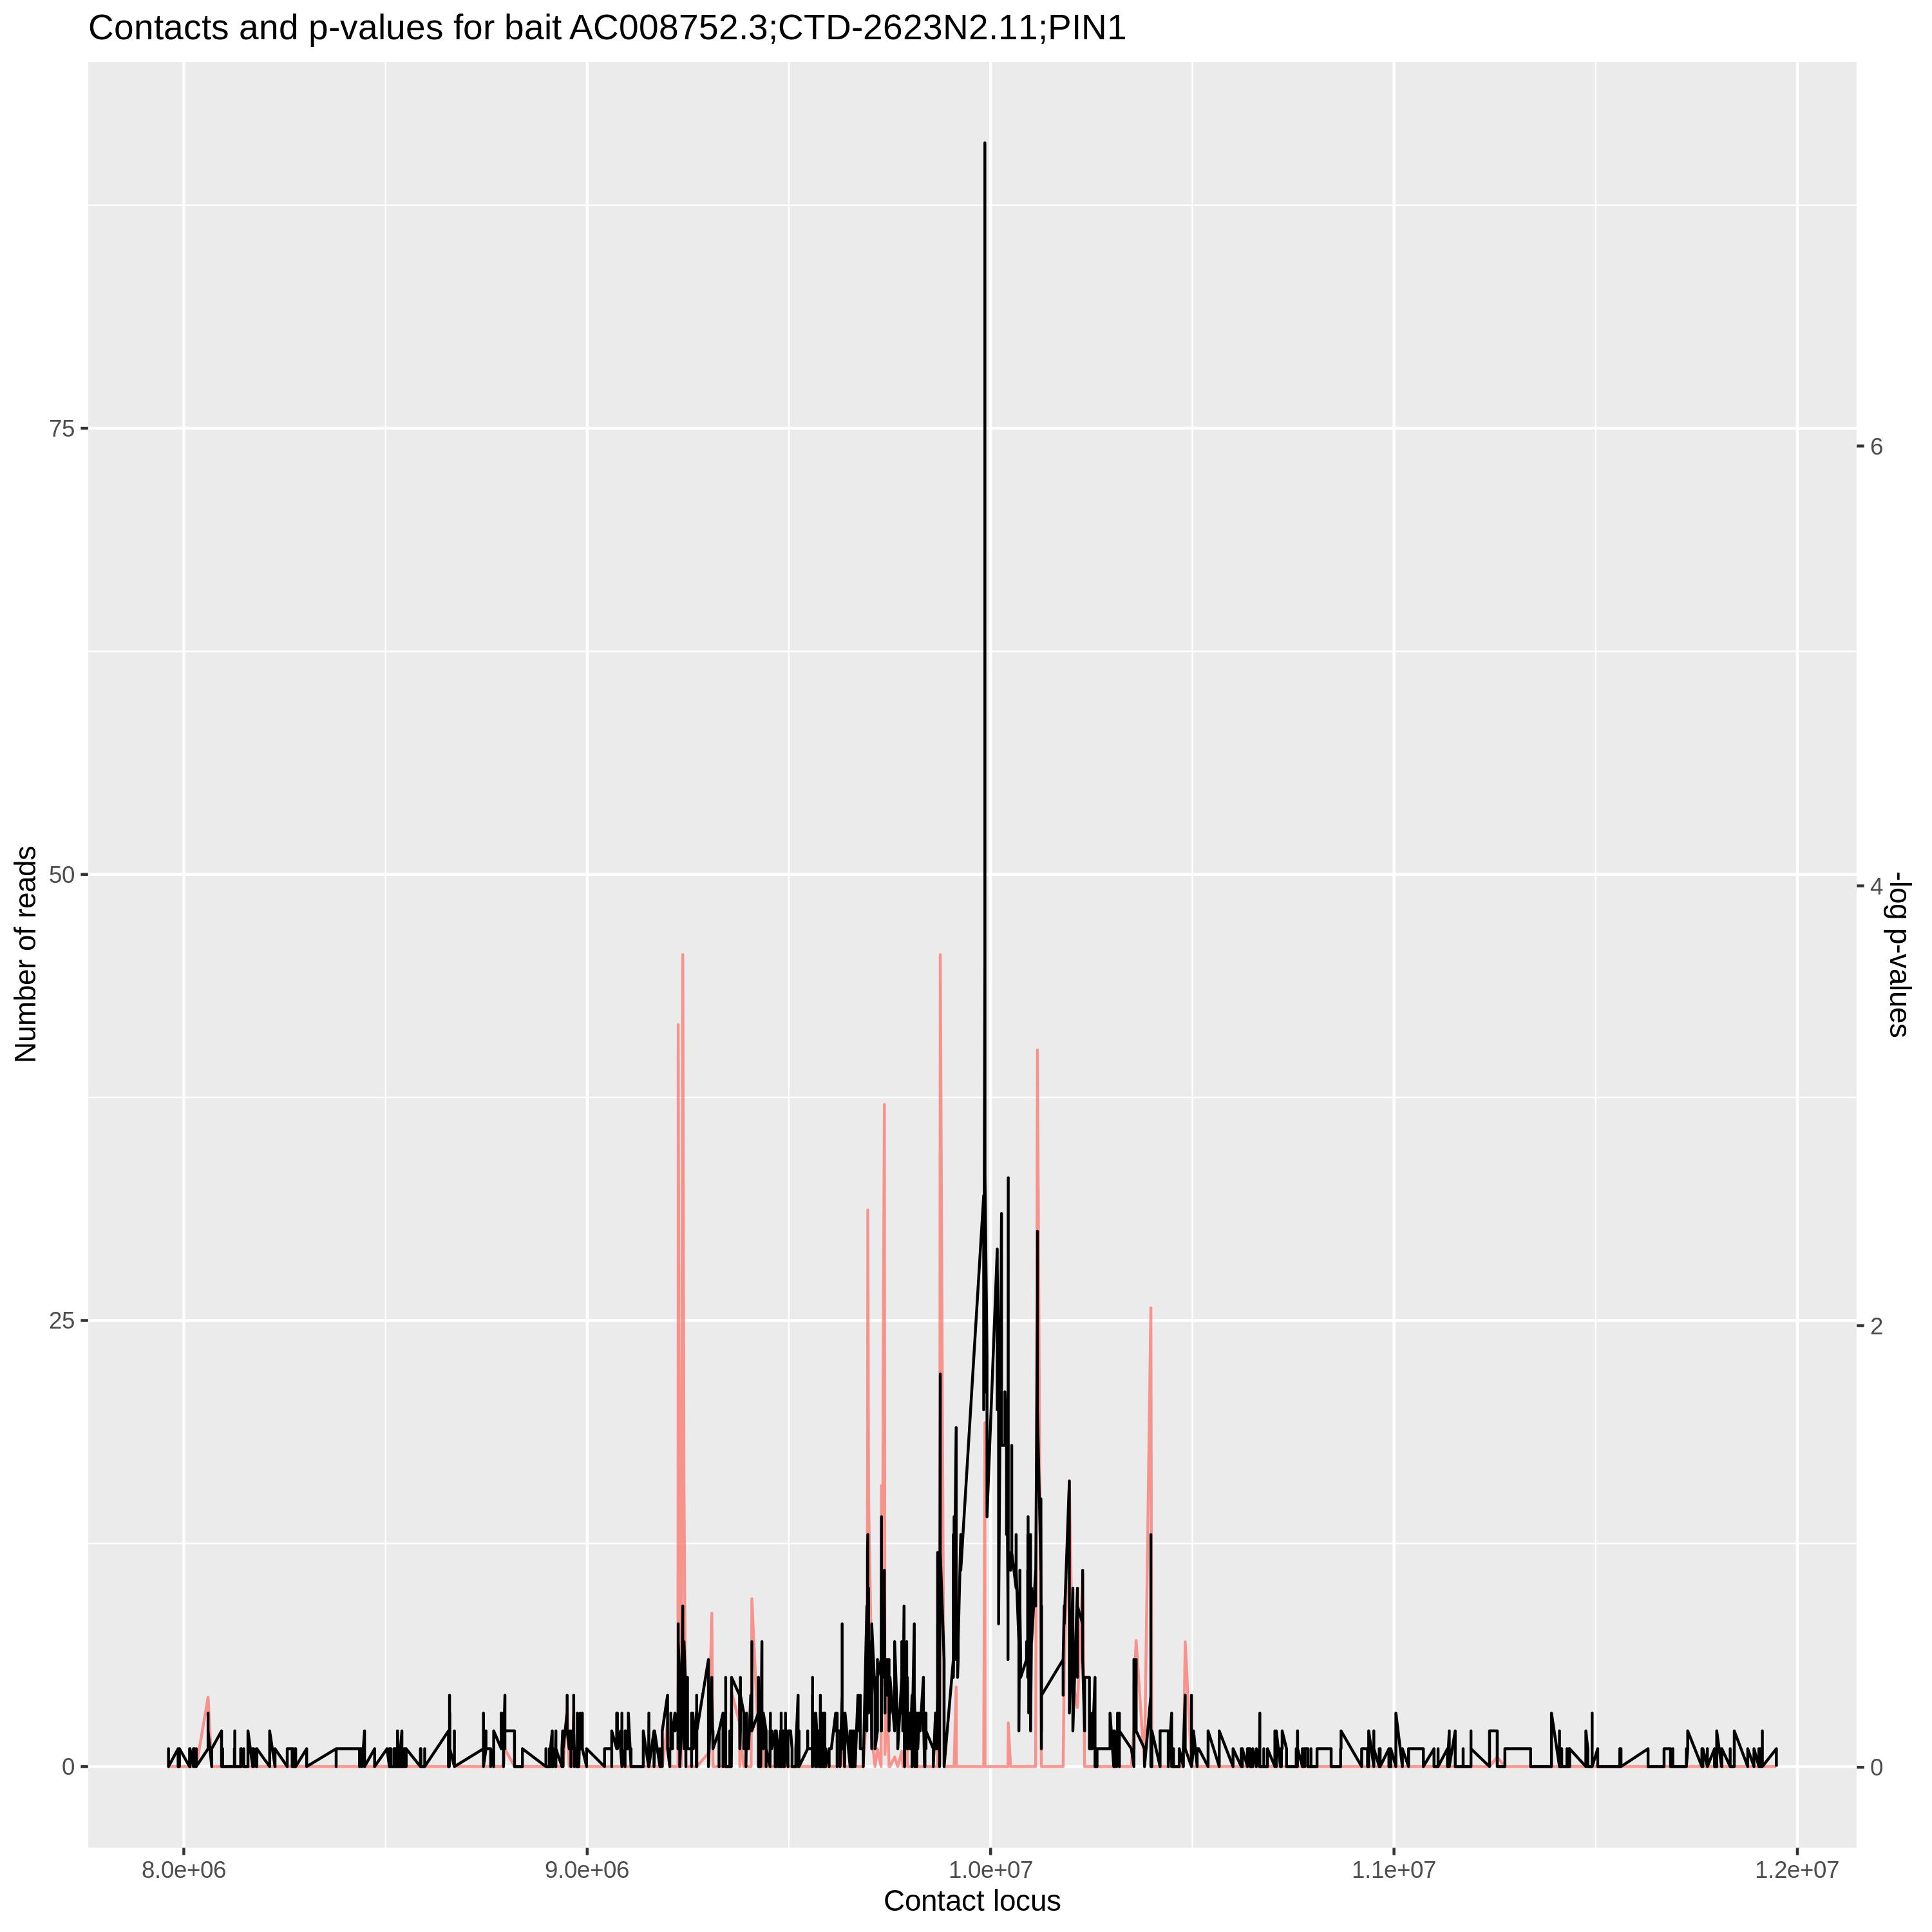 Contacts and p-values for bait AC008752.3;CTD-2623N2.11;PIN1
Number of reads
75
50
25
0
6
4
2
0
-log p-values
8.0e+06
9.0e+06
1.0e+07
1.1e+07
1.2e+07
Contact locus